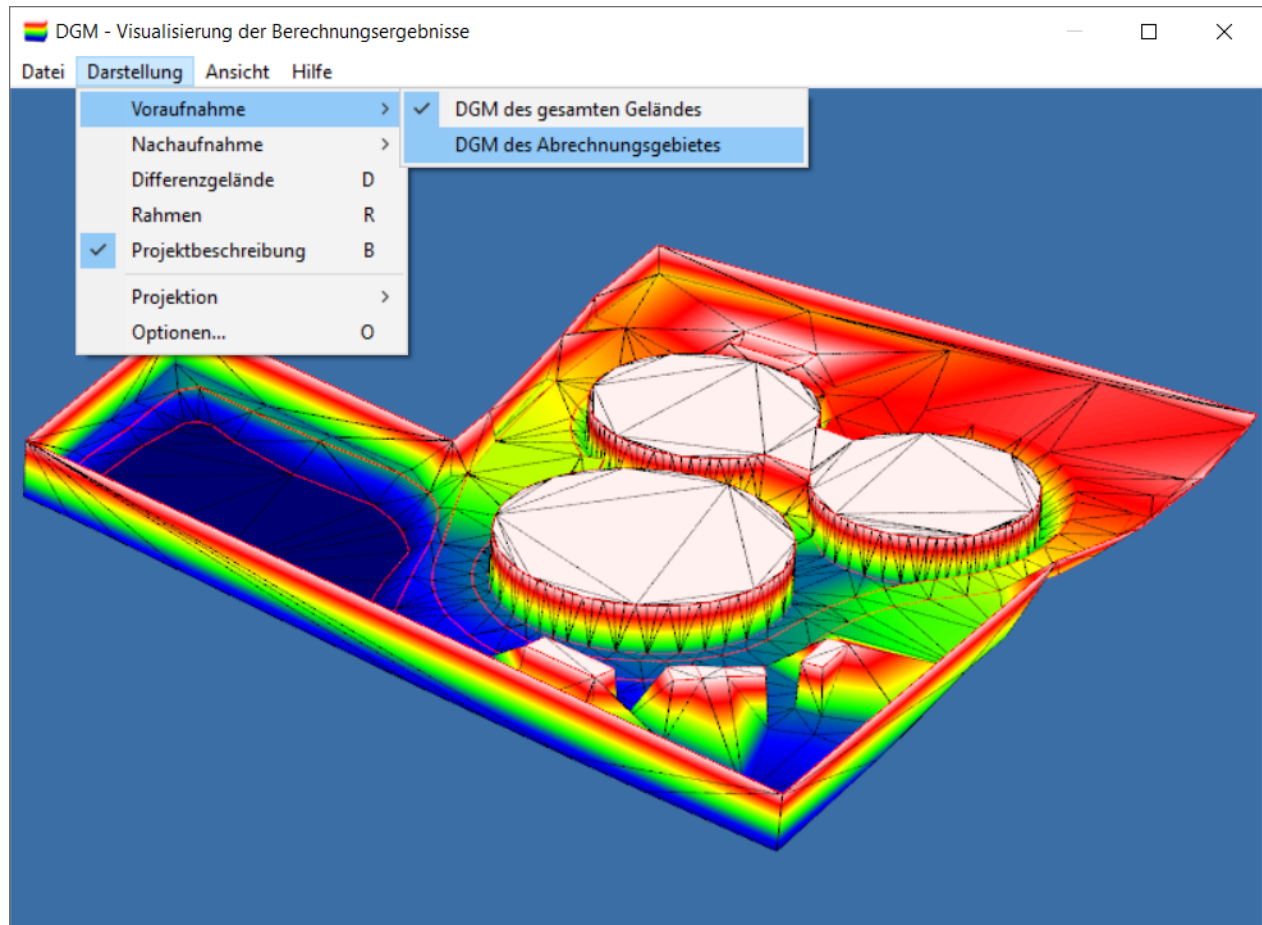 DGM - Visualisierung der Berechnungsergebnisse
Datei Darstellung Ansicht Hilfe
Voraufnahme
DGM des gesamten Geländes
Nachaufnahme
DGM des Abrechnungsgebietes
Differenzgelände D
Rahmen R
Projektbeschreibung B
Projektion
Optionen... O